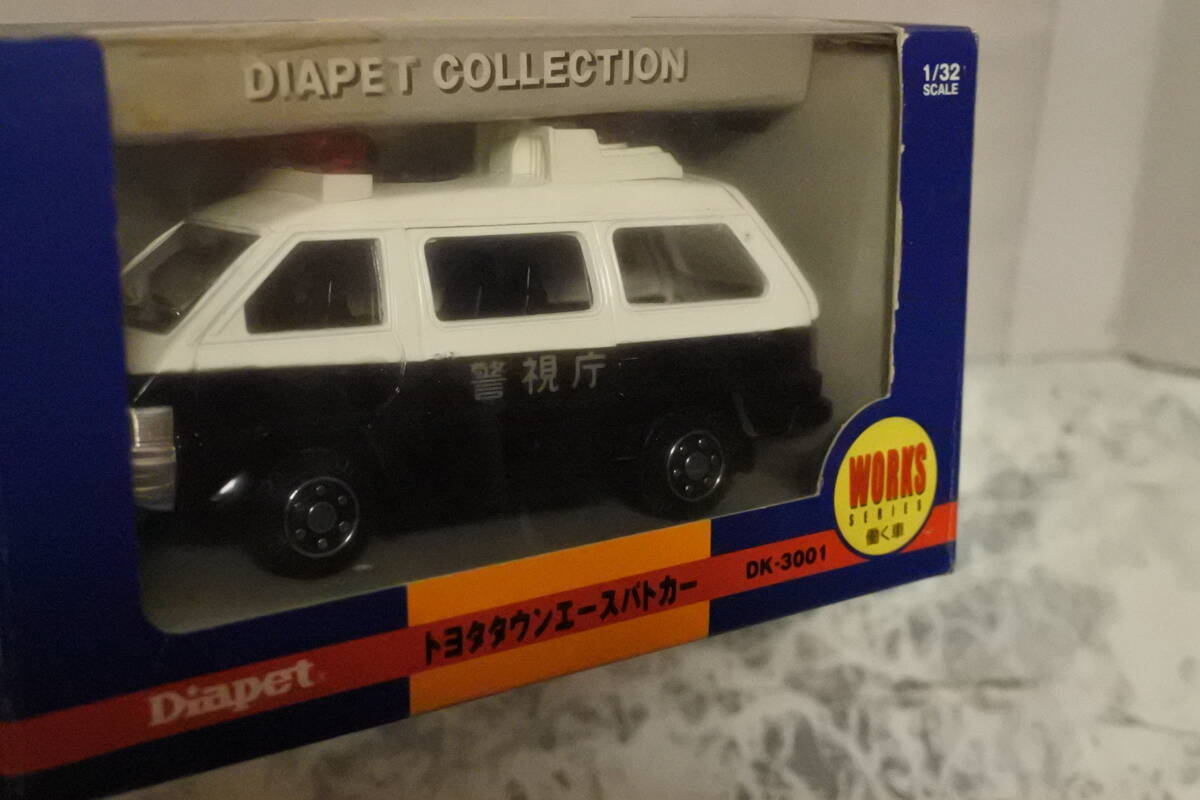 DIAPET COLLECTION
1/32
SCALE
警視庁
WORKS
SERIES
働く車
トヨタタウンエースパトカー
DK-3001
Diapet